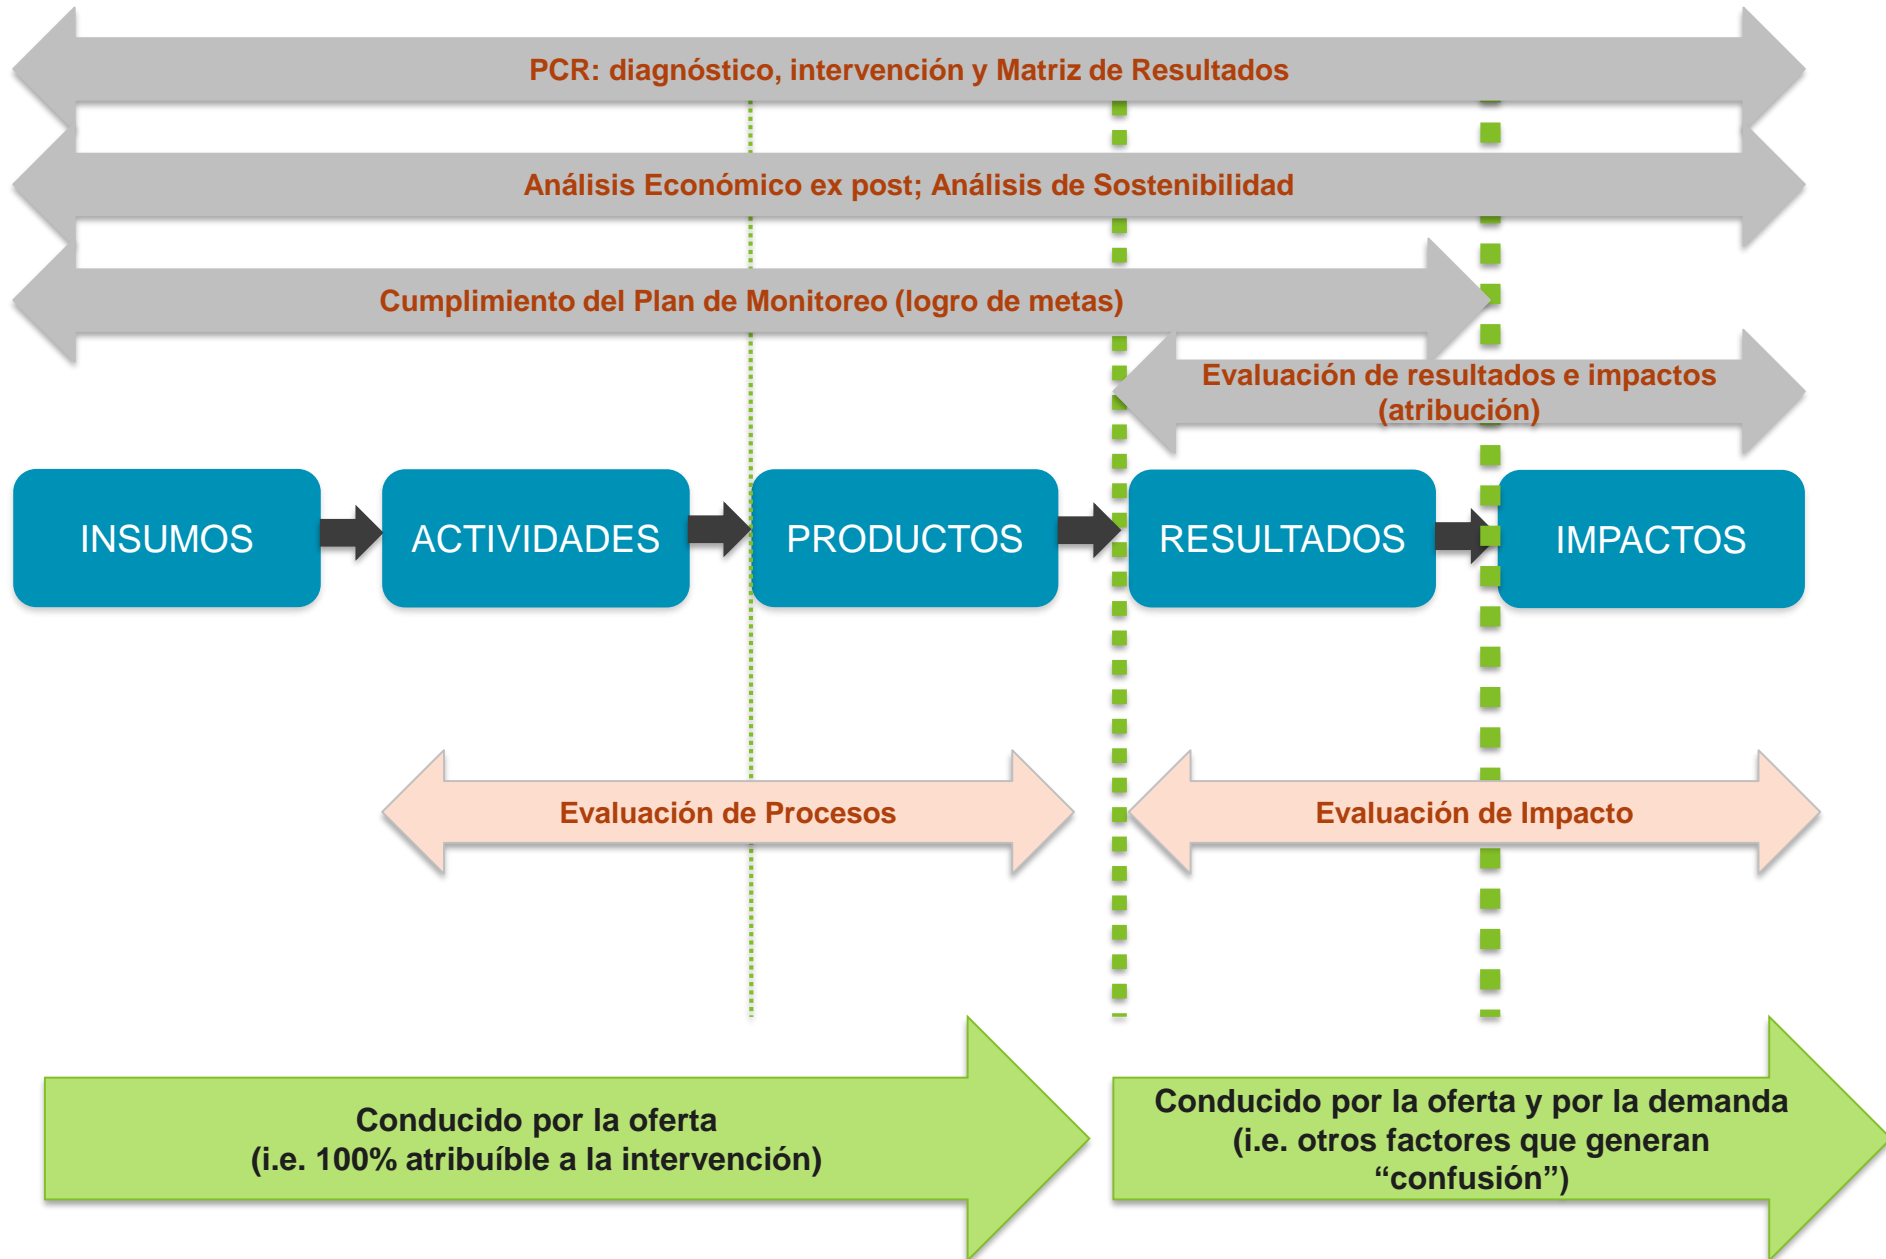 PCR: diagnóstico, intervención y Matriz de Resultados
Análisis Económico ex post; Análisis de Sostenibilidad
Cumplimiento del Plan de Monitoreo (logro de metas)
Evaluación de resultados e impactos
(atribución)
INSUMOS
ACTIVIDADES
PRODUCTOS
RESULTADOS
IMPACTOS
Evaluación de Procesos
Evaluación de Impacto
Conducido por la oferta
(i.e. 100% atribuíble a la intervención)
Conducido por la oferta y por la demanda
(i.e. otros factores que generan
“confusión”)